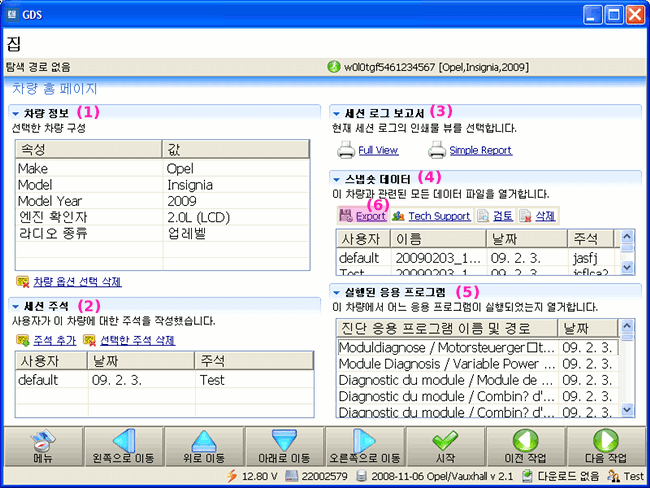 GDS
집
탐색 경로 없음
w0l0tgf5461234567 [Opel,Insignia,2009]
차량 홈 페이지
차량 정보 (1)
선택한 차량 구성
속성 값
Make Opel
Model Insignia
Model Year 2009
엔진 확인자 2.0L (LCD)
라디오 종류 업레벨
차량 옵션 선택 삭제
세션 주석 (2)
사용자가 이 차량에 대한 주석을 작성했습니다.
주석 추가 선택한 주석 삭제
사용자 날짜 주석
default 09. 2. 3. Test
세션 로그 보고서 (3)
현재 세션 로그의 인쇄물 뷰를 선택합니다.
Full View Simple Report
스냅숏 데이터 (4)
이 차량과 관련된 모든 데이터 파일을 열거합니다.
(6)
Export Tech Support 검토 삭제
사용자 이름 날짜 주석
default 20090203_1... 09. 2. 3. jasfj
Test 20090203_1... 09. 2. 3.
실행된 응용 프로그램 (5)
이 차량에서 어느 응용 프로그램이 실행되었는지 열거합니다.
진단 응용 프로그램 이름 및 경로 날짜
Moduldiagnose / Motorsteuerger□t... 09. 2. 3.
Module Diagnosis / Variable Power ... 09. 2. 3.
Diagnostic du module / Module de ... 09. 2. 3.
Diagnostic du module / Combin? d'... 09. 2. 3.
Diagnostic du module / Combin? d'... 09. 2. 3.
메뉴 왼쪽으로 이동 위로 이동 아래로 이동 오른쪽으로 이동 시작 이전 작업 다음 작업
12.80 V 22002579 2008-11-06 Opel/Vauxhall v 2.1 다운로드 없음 Test